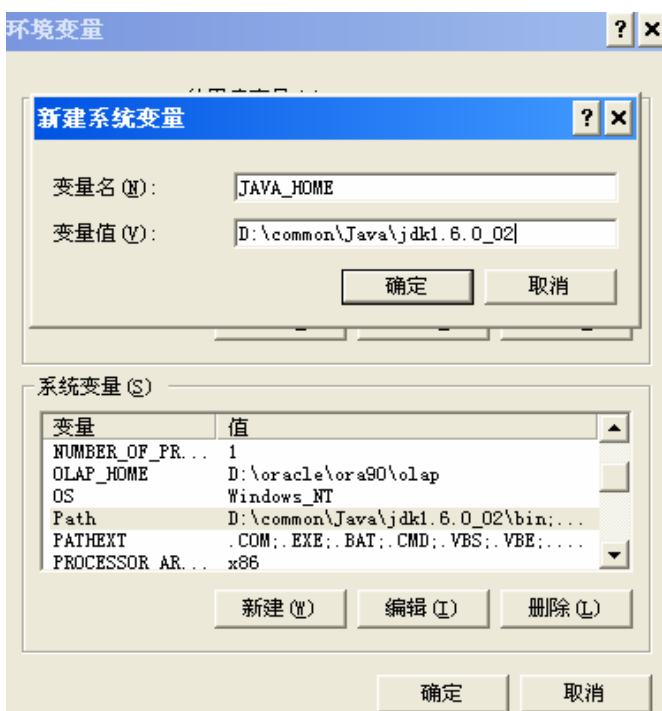 环境变量
新建系统变量
变量名(N):
JAVA_HOME
变量值(V):
D:\common\Java\jdk1.6.0_02
确定
取消
系统变量(S)
变量 值
NUMBER_OF_PR... 1
OLAP_HOME D:\oracle\ora90\olap
OS Windows_NT
Path D:\common\Java\jdk1.6.0_02\bin;...
PATHEXT .COM;.EXE;.BAT;.CMD;.VBS;.VBE;....
PROCESSOR_AR... x86
新建(W) 编辑(I) 删除(L)
确定 取消